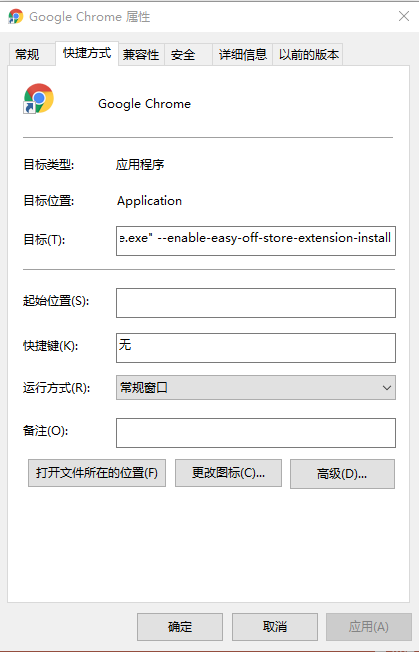 Google Chrome 属性
常规 快捷方式 兼容性 安全 详细信息 以前的版本
Google Chrome
目标类型: 应用程序
目标位置: Application
目标(T): e.exe" --enable-easy-off-store-extension-install
起始位置(S):
快捷键(K): 无
运行方式(R): 常规窗口
备注(O):
打开文件所在的位置(F) 更改图标(C)... 高级(D)...
确定 取消 应用(A)